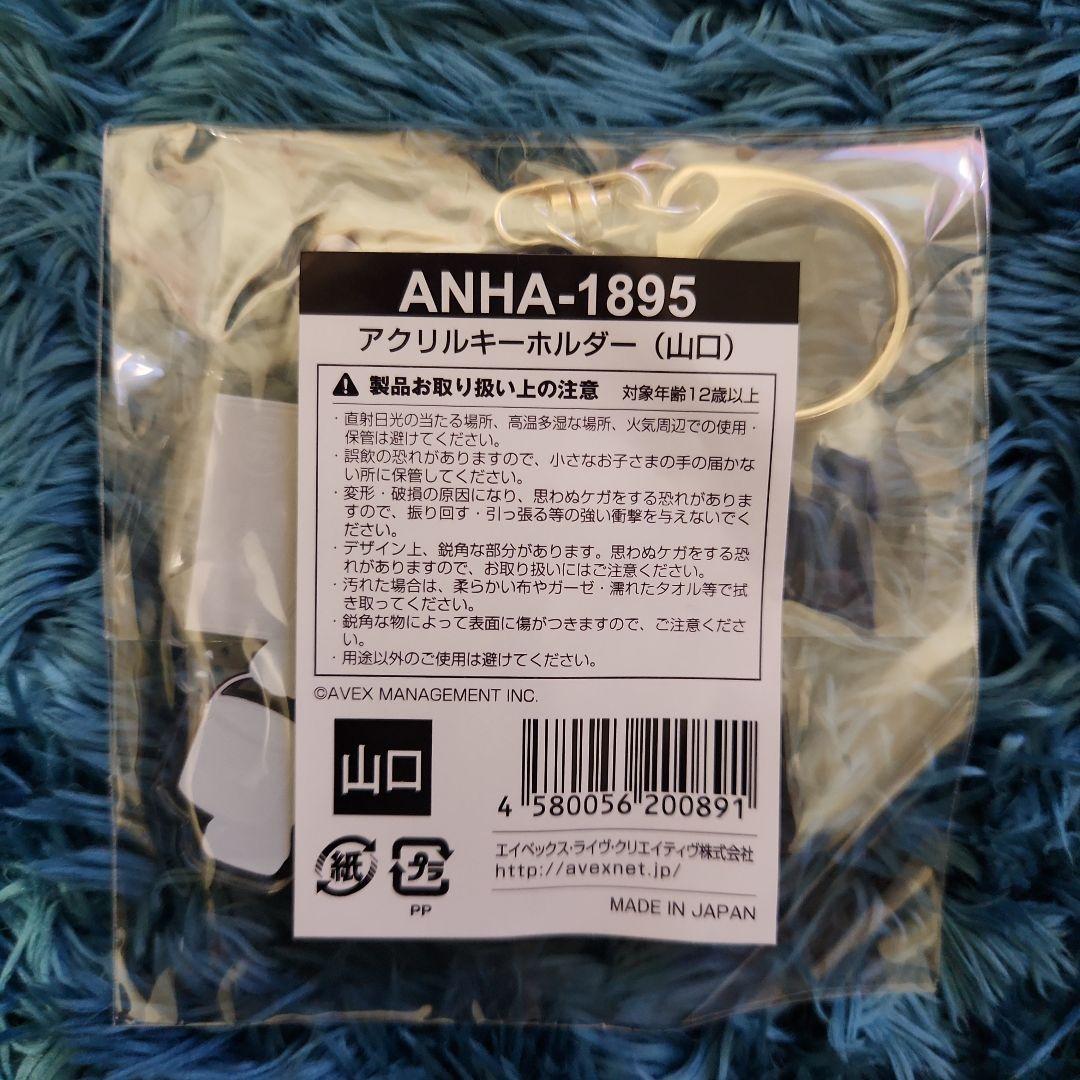 ANHA-1895
アクリルキーホルダー（山口）
製品お取り扱い上の注意　対象年齢12歳以上
・直射日光の当たる場所、高温多湿な場所、火気周辺での使用・
保管は避けてください。
・誤飲の恐れがありますので、小さなお子さまの手の届かな
い所に保管してください。
・変形・破損の原因になり、思わぬケガをする恐れがありま
すので、振り回す・引っ張る等の強い衝撃を与えないでく
ださい。
・デザイン上、鋭角な部分があります。思わぬケガをする恐
れがありますので、お取り扱いにはご注意ください。
・汚れた場合は、柔らかい布やガーゼ・濡れたタオル等で拭
き取ってください。
・鋭角な物によって表面に傷がつきますので、ご注意くださ
い。
・用途以外のご使用は避けてください。
©AVEX MANAGEMENT INC.
山口
4 580056 200891
紙
プラ
PP
エイベックス・ライヴ・クリエイティヴ株式会社
http://avexnet.jp/
MADE IN JAPAN